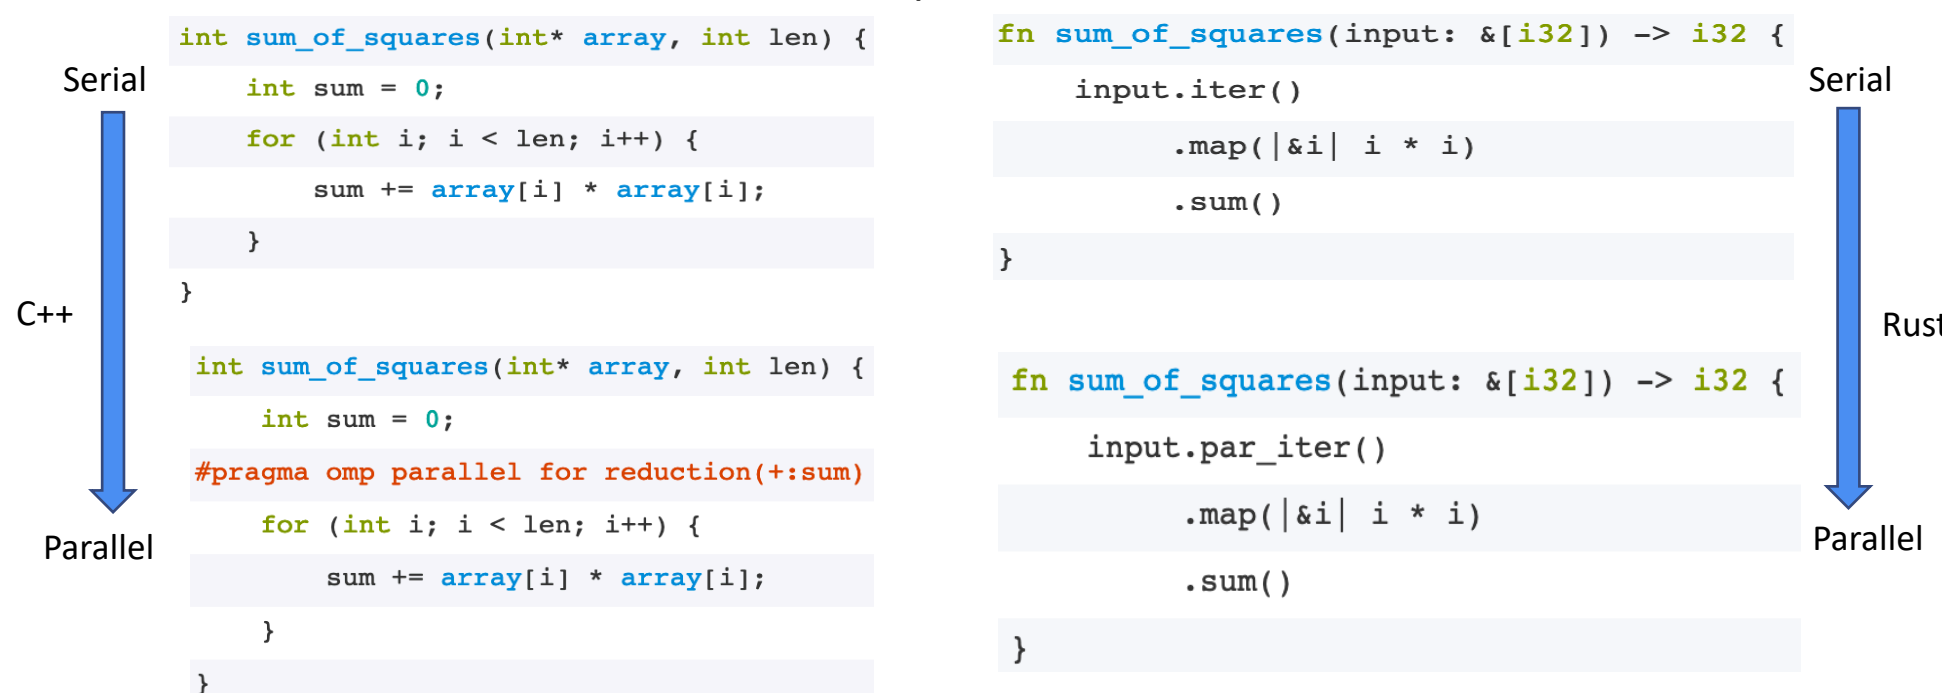 Serial
C++
Parallel
int sum_of_squares(int* array, int len) {
    int sum = 0;
    for (int i; i < len; i++) {
        sum += array[i] * array[i];
    }
}
int sum_of_squares(int* array, int len) {
    int sum = 0;
#pragma omp parallel for reduction(+:sum)
    for (int i; i < len; i++) {
        sum += array[i] * array[i];
    }
}
fn sum_of_squares(input: &[i32]) -> i32 {
    input.iter()
        .map(|&i| i * i)
        .sum()
}
fn sum_of_squares(input: &[i32]) -> i32 {
    input.par_iter()
        .map(|&i| i * i)
        .sum()
}
Serial
Rust
Parallel